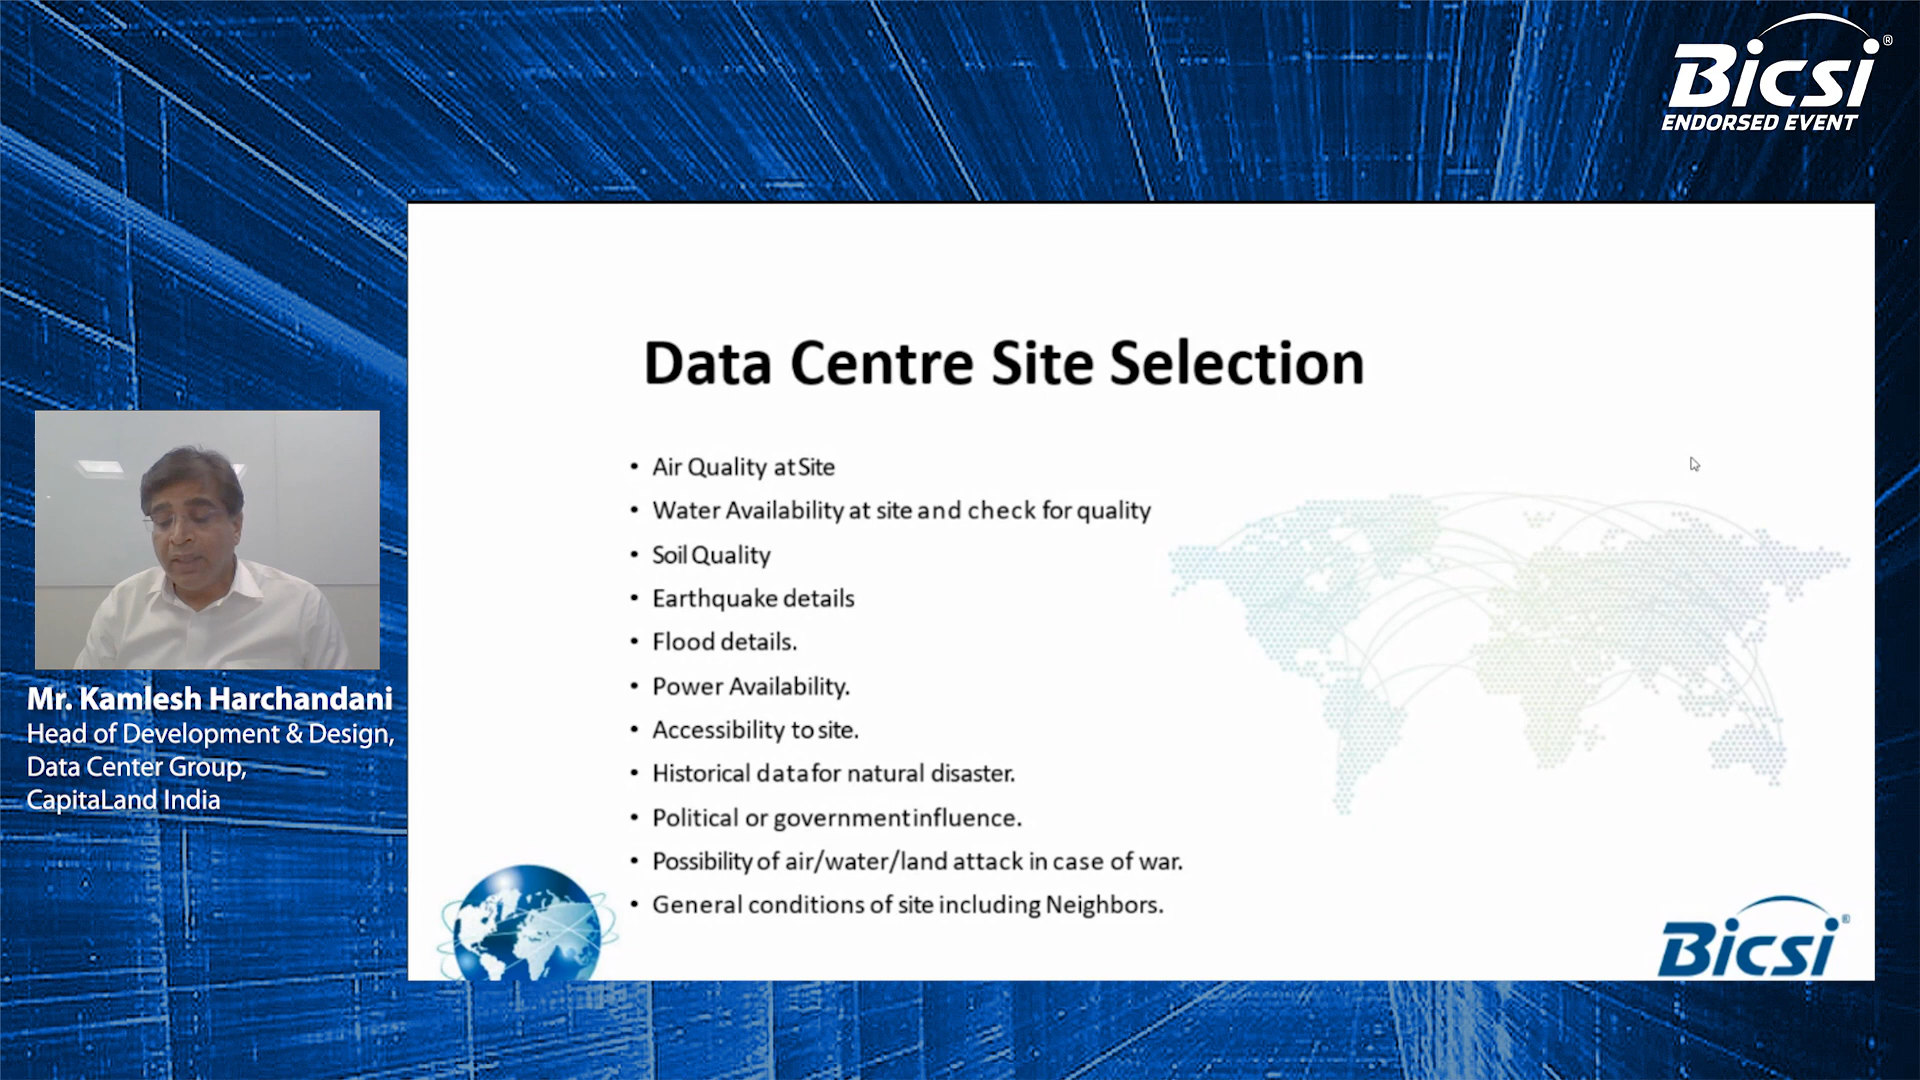 Bicsi®
ENDORSED EVENT
Data Centre Site Selection
• Air Quality at Site
• Water Availability at site and check for quality
• Soil Quality
• Earthquake details
• Flood details.
• Power Availability.
• Accessibility to site.
• Historical data for natural disaster.
• Political or government influence.
• Possibility of air/water/land attack in case of war.
• General conditions of site including Neighbors.
Mr. Kamlesh Harchandani
Head of Development & Design,
Data Center Group,
CapitaLand India
Bicsi®